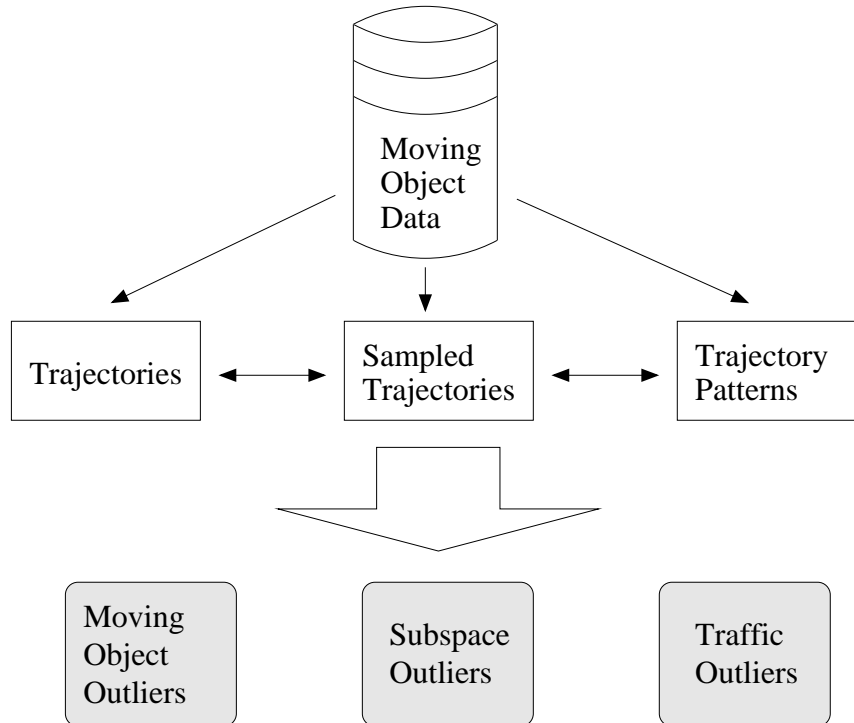 Moving
Object
Data
Trajectories
Sampled
Trajectories
Trajectory
Patterns
Moving
Object
Outliers
Subspace
Outliers
Traffic
Outliers